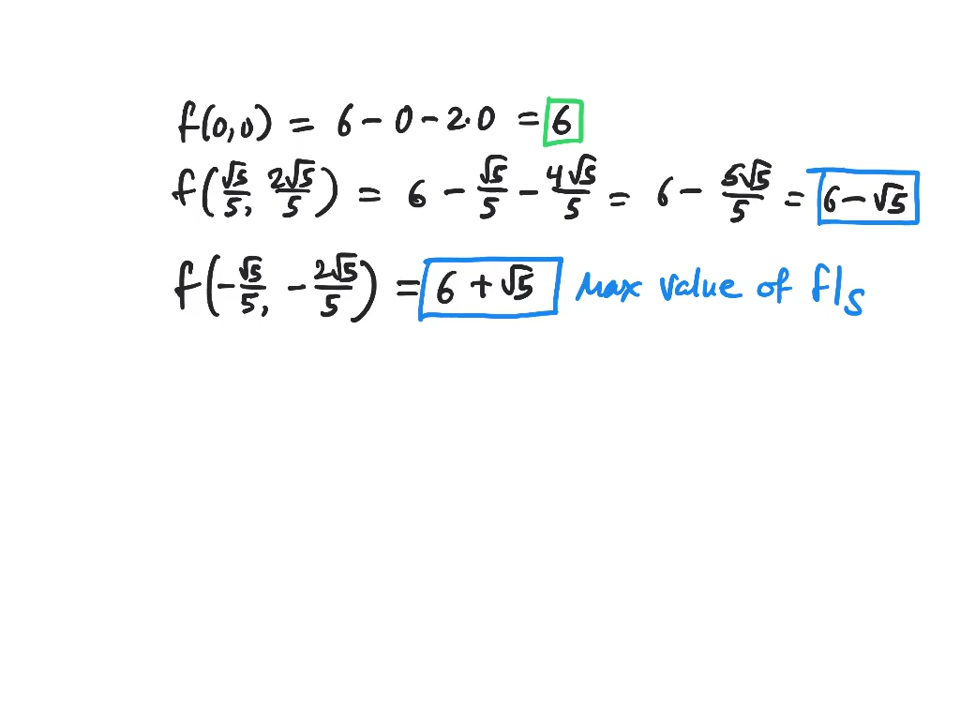 f(0,0) = 6 - 0 - 2·0 = 6
f(√5/5, 2√5/5) = 6 - √5/5 - 4√5/5 = 6 - 5√5/5 = 6 - √5
f(-√5/5, -2√5/5) = 6 + √5 max value of f|s